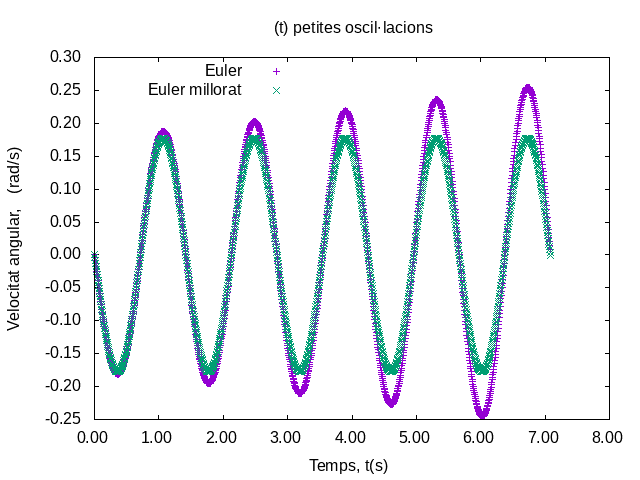 (t) petites oscil·lacions
Euler
Euler millorat
Velocitat angular, (rad/s)
0.30
0.25
0.20
0.15
0.10
0.05
0.00
-0.05
-0.10
-0.15
-0.20
-0.25
0.00 1.00 2.00 3.00 4.00 5.00 6.00 7.00 8.00
Temps, t(s)